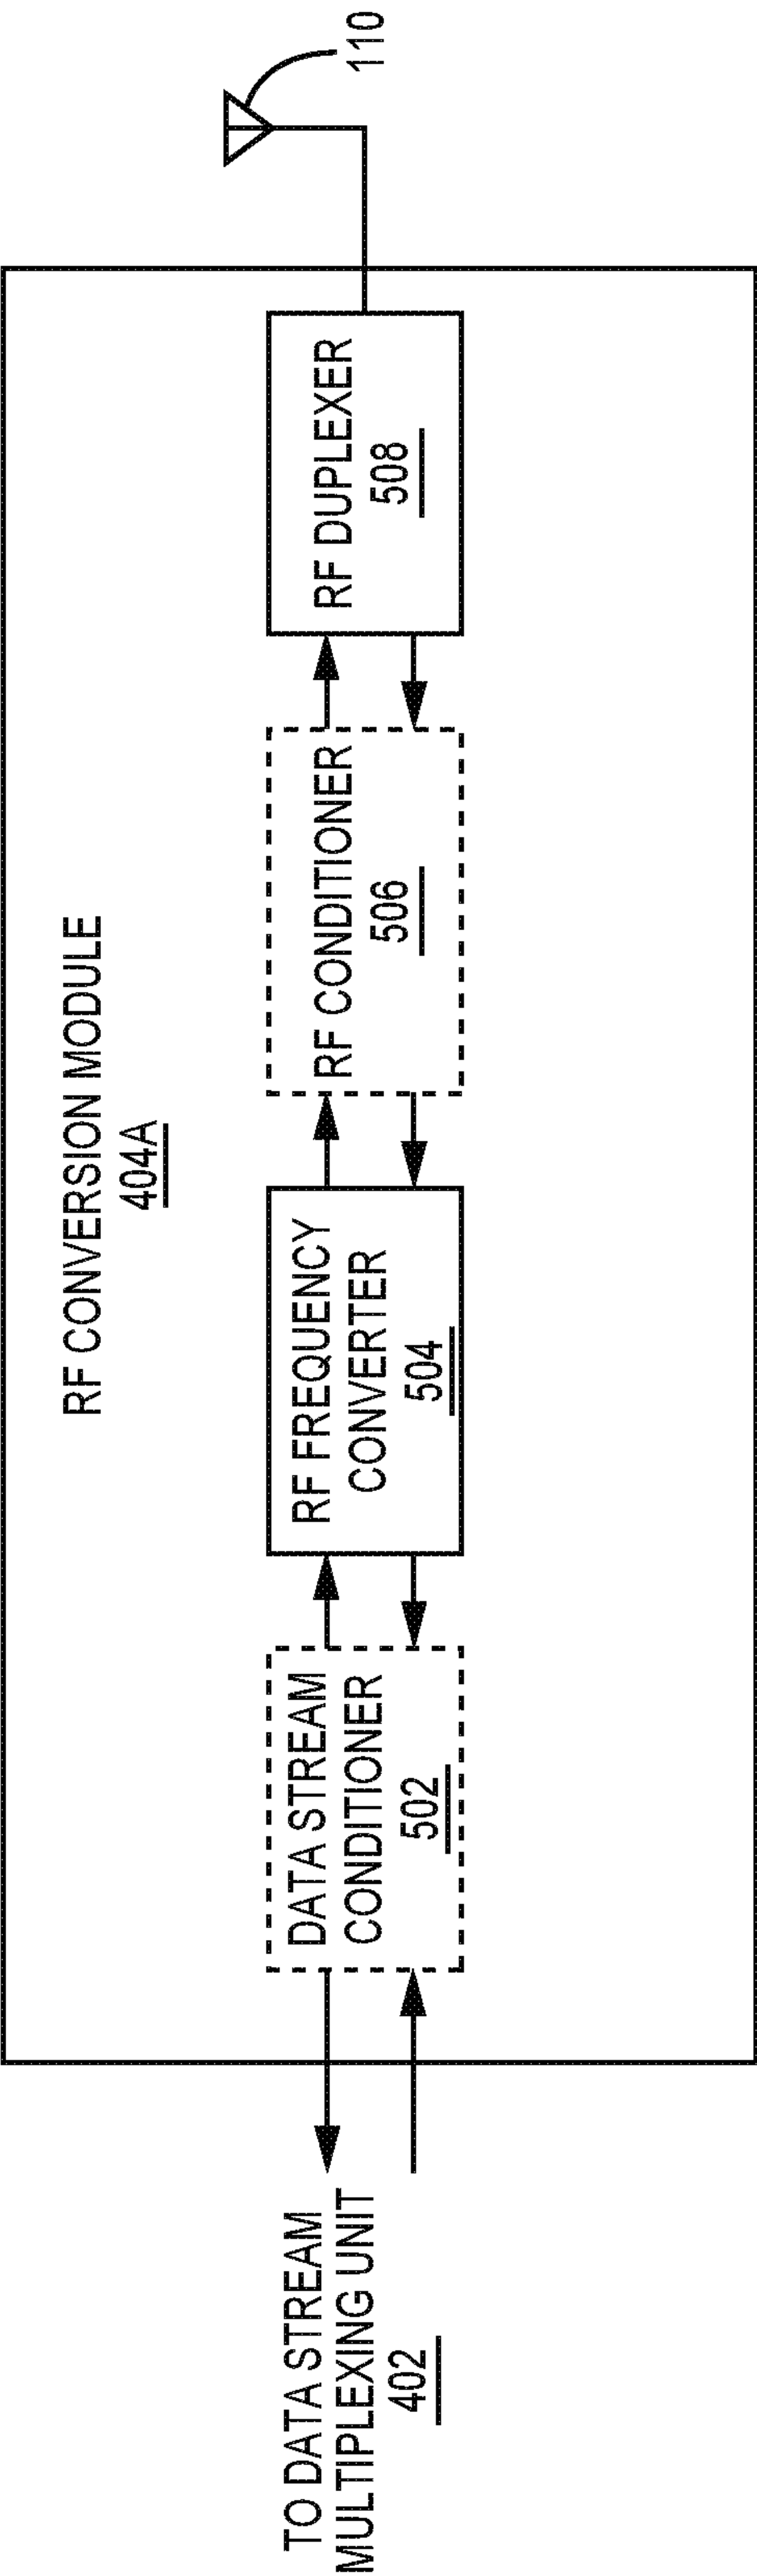 RF CONVERSION MODULE
404A
TO DATA STREAM
MULTIPLEXING UNIT
402
DATA STREAM
CONDITIONER
502
RF FREQUENCY
CONVERTER
504
RF CONDITIONER
506
RF DUPLEXER
508
110